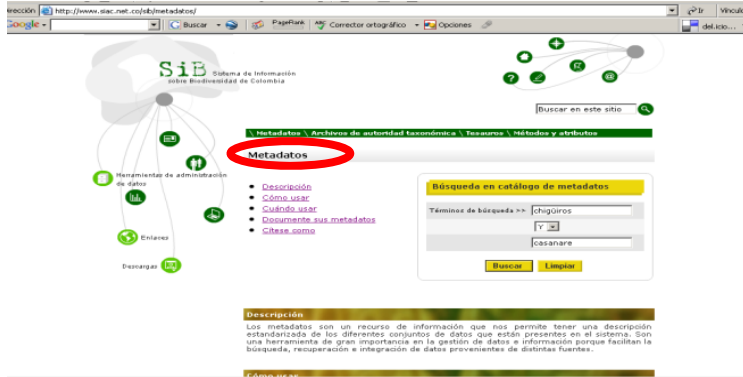 irección http://www.siac.net.co/sib/metadatos/ Ir Vínculo
Google Buscar PageRank Corrector ortográfico Opciones del.icio...
SiB Sistema de Información
sobre Biodiversidad de Colombia
Buscar en este sitio
\ Metadatos \ Archivos de autoridad taxonómica \ Tesauros \ Métodos y atributos
Metadatos
Herramientas de administración
de datos
Enlaces
Descargas
Descripción
Cómo usar
Cuándo usar
Documente sus metadatos
Cítese como
Búsqueda en catálogo de metadatos
Términos de búsqueda >> chigüiros
Y
casanare
Buscar Limpiar
Descripción
Los metadatos son un recurso de información que nos permite tener una descripción
estandarizada de los diferentes conjuntos de datos que están presentes en el sistema. Son
una herramienta de gran importancia en la gestión de datos e información porque facilitan la
búsqueda, recuperación e integración de datos provenientes de distintas fuentes.
Cómo usar